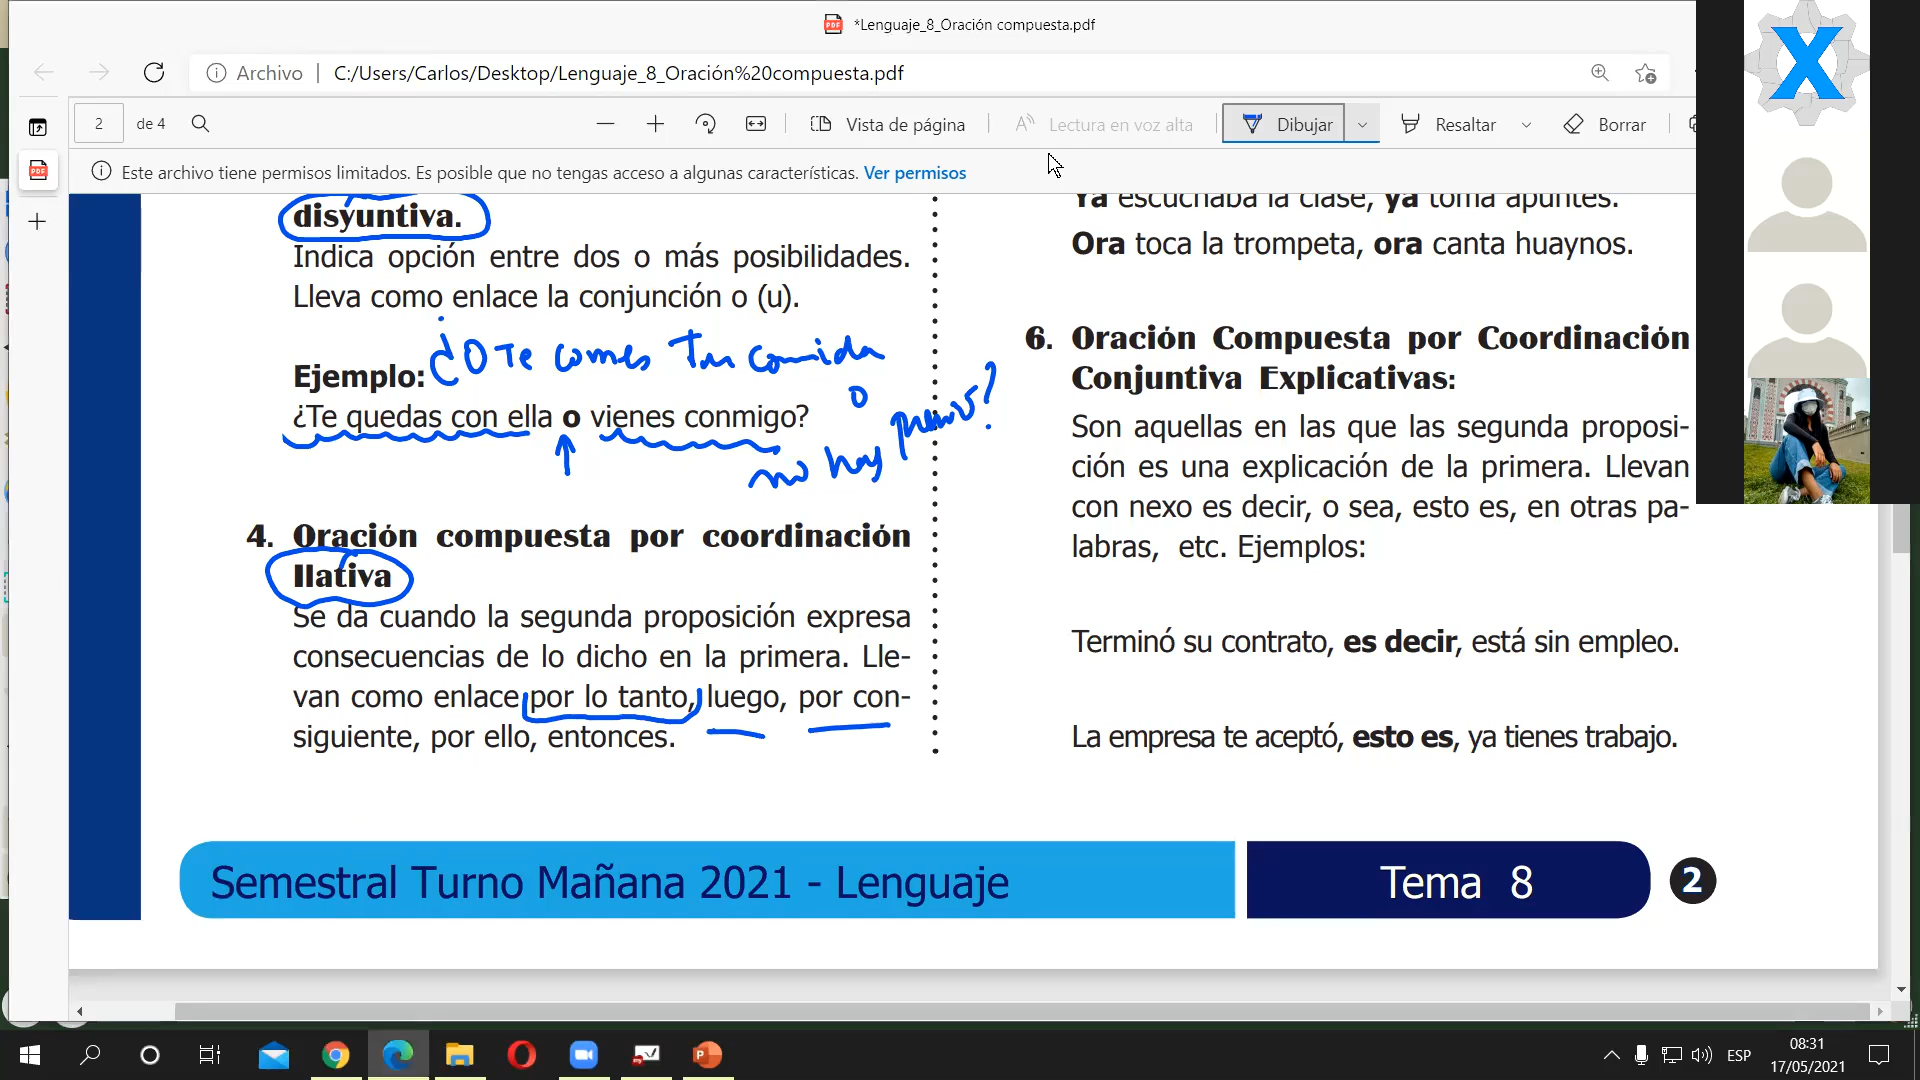 *Lenguaje_8_Oración compuesta.pdf
Archivo | C:/Users/Carlos/Desktop/Lenguaje_8_Oración%20compuesta.pdf
2 de 4
Vista de página
Lectura en voz alta
Dibujar
Resaltar
Borrar
Este archivo tiene permisos limitados. Es posible que no tengas acceso a algunas características. Ver permisos
disyuntiva.
Indica opción entre dos o más posibilidades.
Lleva como enlace la conjunción o (u).
¿O Te comes Tu comida
o
no hay premio?
Ejemplo:
¿Te quedas con ella o vienes conmigo?
4. Oración compuesta por coordinación
Ilativa
Se da cuando la segunda proposición expresa
consecuencias de lo dicho en la primera. Lle-
van como enlace por lo tanto, luego, por con-
siguiente, por ello, entonces.
Ya escuchaba la clase, ya toma apuntes.
Ora toca la trompeta, ora canta huaynos.
6. Oración Compuesta por Coordinación
Conjuntiva Explicativas:
Son aquellas en las que las segunda proposi-
ción es una explicación de la primera. Llevan
con nexo es decir, o sea, esto es, en otras pa-
labras, etc. Ejemplos:
Terminó su contrato, es decir, está sin empleo.
La empresa te aceptó, esto es, ya tienes trabajo.
Semestral Turno Mañana 2021 - Lenguaje
Tema 8
2
ESP
08:31
17/05/2021